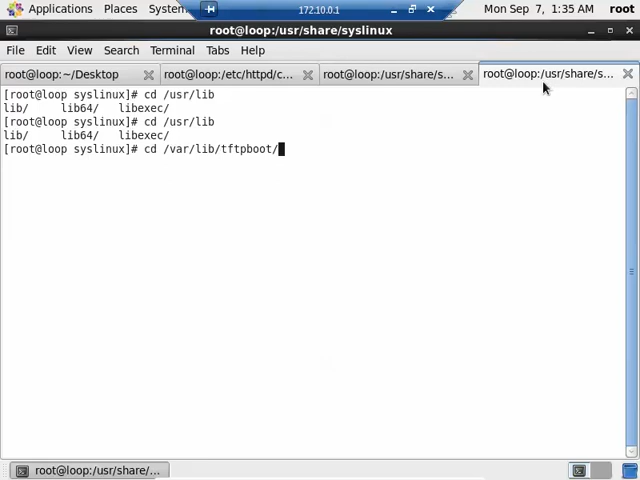 Applications Places System 172.10.0.1 Mon Sep 7, 1:35 AM root
root@loop:/usr/share/syslinux
File Edit View Search Terminal Tabs Help
root@loop:~/Desktop root@loop:/etc/httpd/c... root@loop:/usr/share/s... root@loop:/usr/share/s...
[root@loop syslinux]# cd /usr/lib
lib/ lib64/ libexec/
[root@loop syslinux]# cd /usr/lib
lib/ lib64/ libexec/
[root@loop syslinux]# cd /var/lib/tftpboot/
root@loop:/usr/share/...